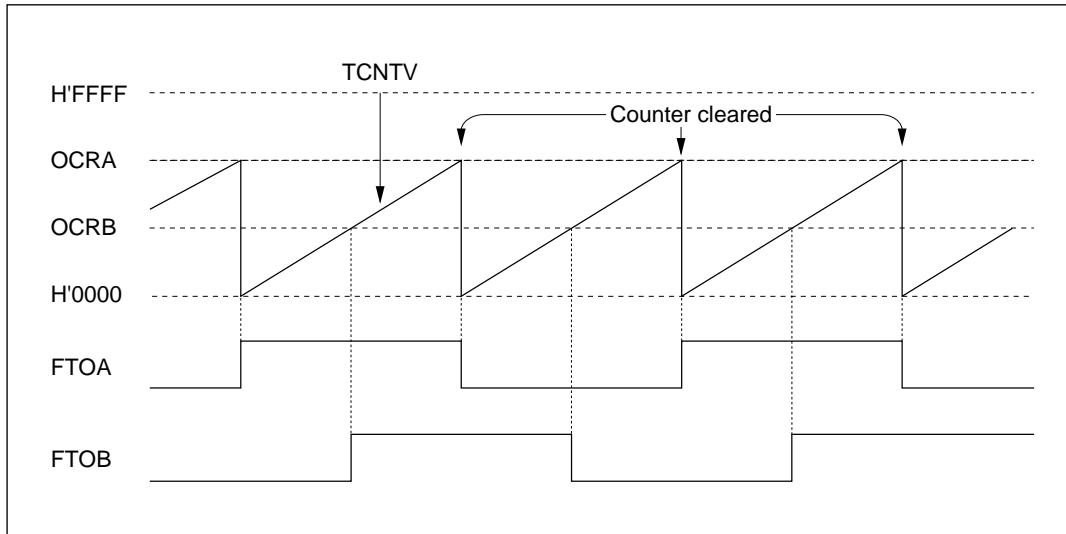 TCNTV
H'FFFF
Counter cleared
OCRA
OCRB
H'0000
FTOA
FTOB